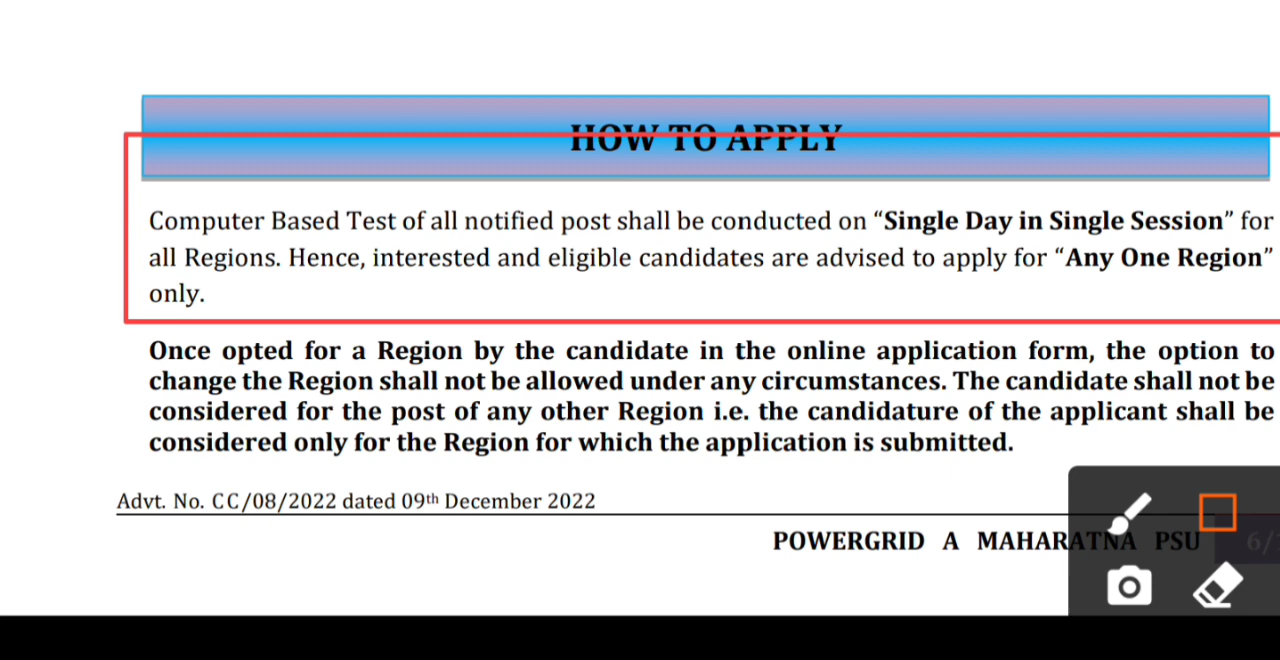 HOW TO APPLY
Computer Based Test of all notified post shall be conducted on “Single Day in Single Session” for
all Regions. Hence, interested and eligible candidates are advised to apply for “Any One Region”
only.
Once opted for a Region by the candidate in the online application form, the option to
change the Region shall not be allowed under any circumstances. The candidate shall not be
considered for the post of any other Region i.e. the candidature of the applicant shall be
considered only for the Region for which the application is submitted.
Advt. No. CC/08/2022 dated 09th December 2022
POWERGRID A MAHARATNA PSU
6/